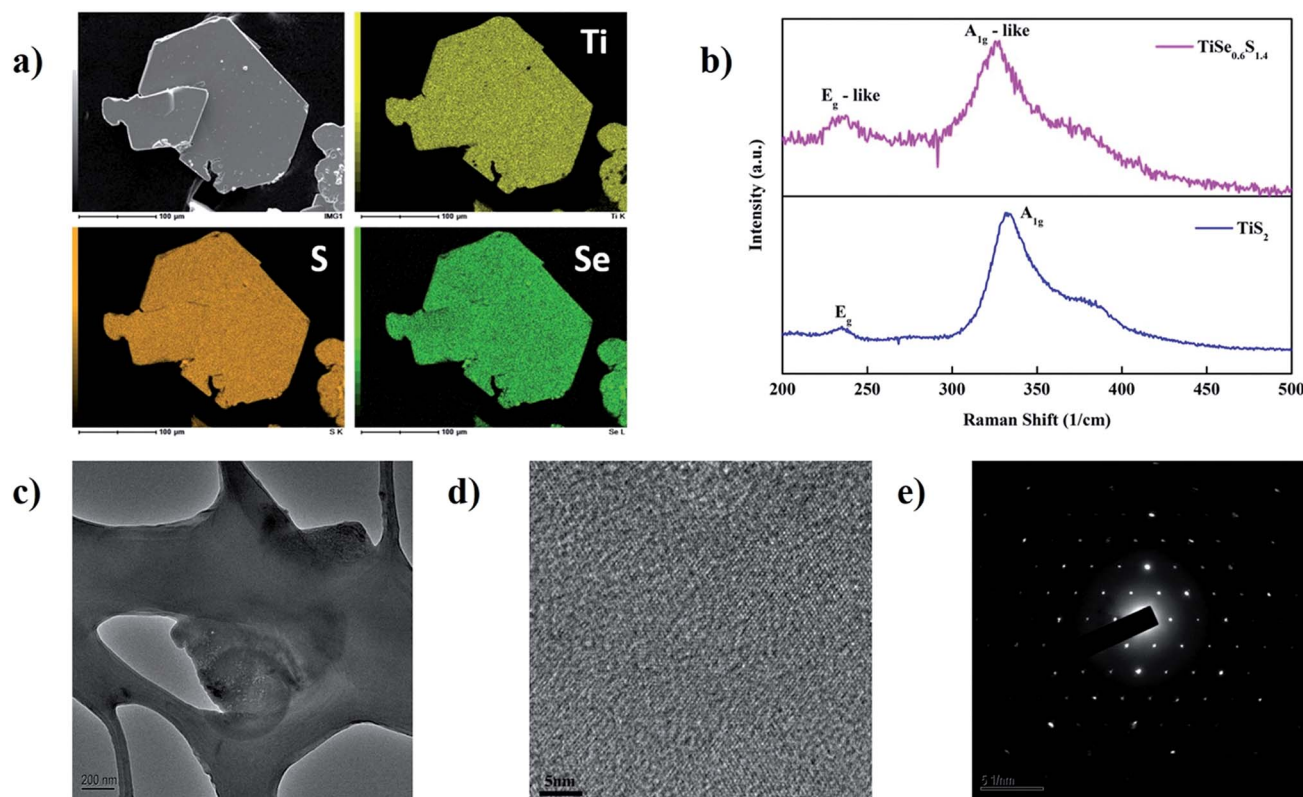 a)
Ti
100 µm
IMG1
100 µm
Ti K
S
Se
100 µm
S K
100 µm
Se L
b)
A1g - like
TiSe0.6S1.4
Eg - like
A1g
TiS2
Eg
Intensity (a.u.)
200 250 300 350 400 450 500
Raman Shift (1/cm)
c)
200 nm
d)
5nm
e)
5 1/nm